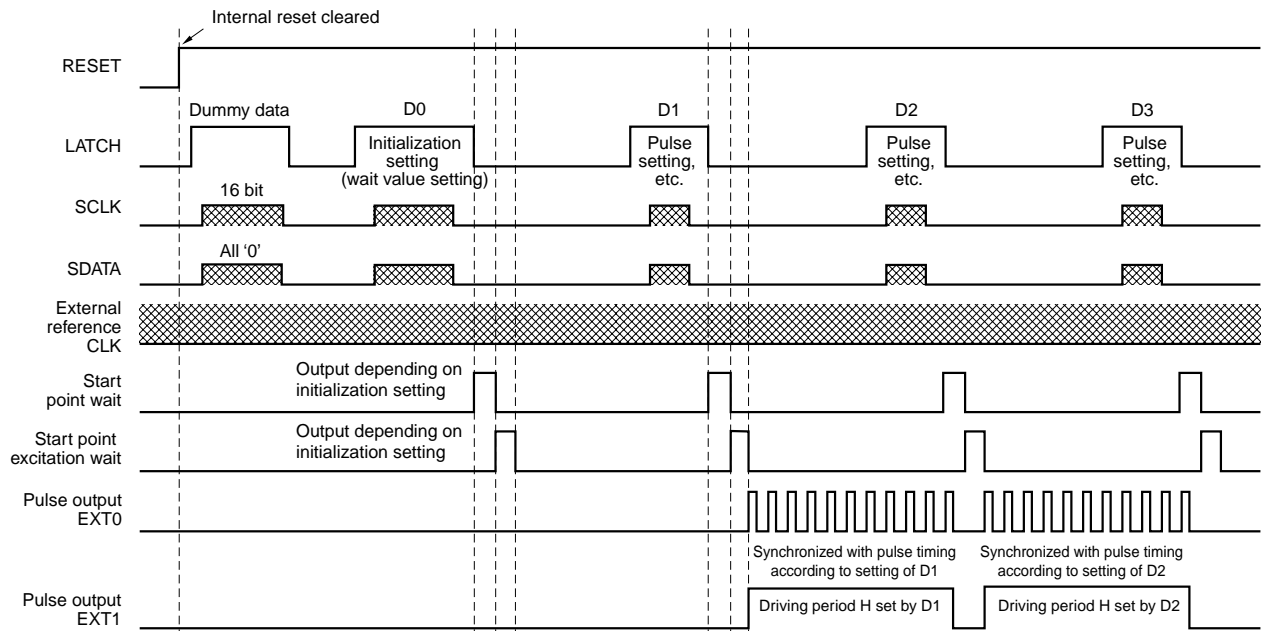 Internal reset cleared
RESET
Dummy data
D0
D1
D2
D3
LATCH
Initialization
setting
(wait value setting)
Pulse
setting,
etc.
Pulse
setting,
etc.
Pulse
setting,
etc.
16 bit
SCLK
All ‘0’
SDATA
External
reference
CLK
Start
point wait
Output depending on
initialization setting
Start point
excitation wait
Output depending on
initialization setting
Pulse output
EXT0
Synchronized with pulse timing
according to setting of D1
Synchronized with pulse timing
according to setting of D2
Pulse output
EXT1
Driving period H set by D1
Driving period H set by D2